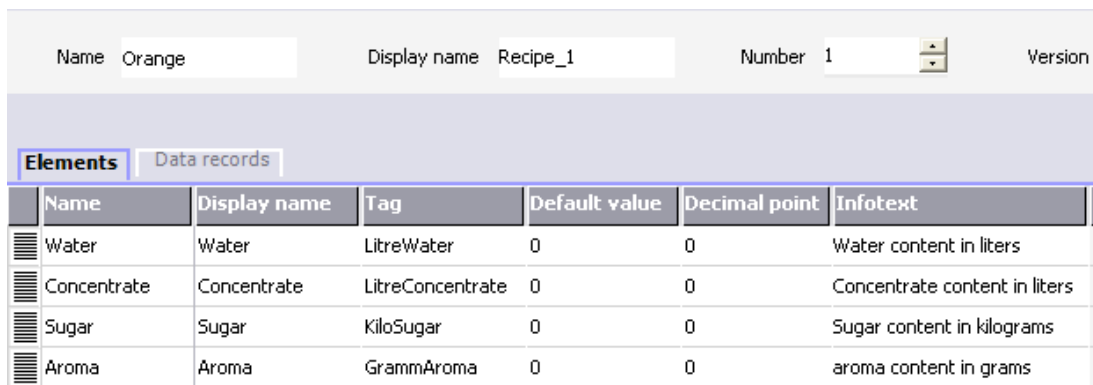 Name Orange Display name Recipe_1 Number 1 Version
Elements Data records
Name Display name Tag Default value Decimal point Infotext
Water Water LitreWater 0 0 Water content in liters
Concentrate Concentrate LitreConcentrate 0 0 Concentrate content in liters
Sugar Sugar KiloSugar 0 0 Sugar content in kilograms
Aroma Aroma GrammAroma 0 0 aroma content in grams